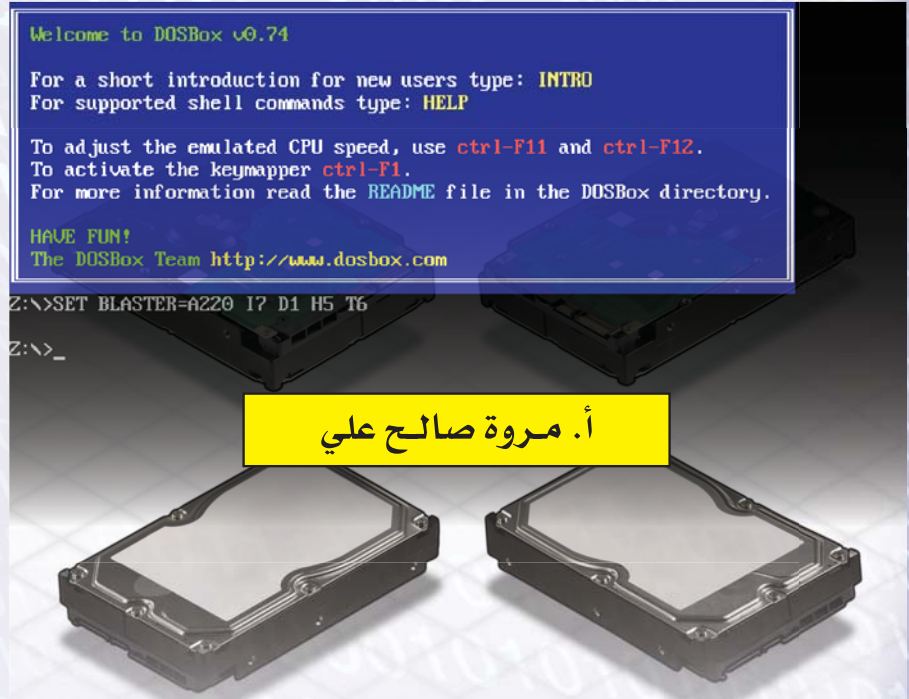 Welcome to DOSBox v0.74
For a short introduction for new users type: INTRO
For supported shell commands type: HELP
To adjust the emulated CPU speed, use ctrl-F11 and ctrl-F12.
To activate the keymapper ctrl-F1.
For more information read the README file in the DOSBox directory.
HAVE FUN!
The DOSBox Team http://www.dosbox.com
Z:\>SET BLASTER=A220 I7 D1 H5 T6
Z:\>_
أ. مروة صالح علي